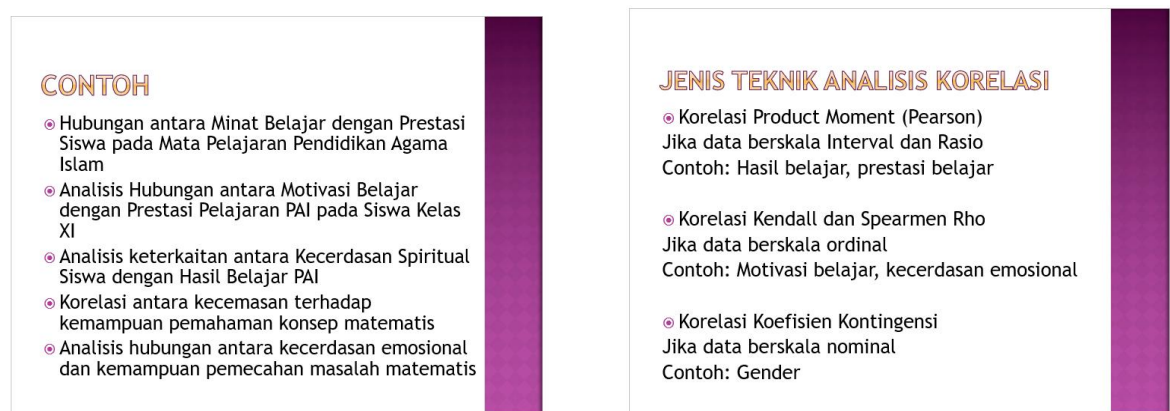 CONTOH
Hubungan antara Minat Belajar dengan Prestasi
Siswa pada Mata Pelajaran Pendidikan Agama
Islam
Analisis Hubungan antara Motivasi Belajar
dengan Prestasi Pelajaran PAI pada Siswa Kelas
XI
Analisis keterkaitan antara Kecerdasan Spiritual
Siswa dengan Hasil Belajar PAI
Korelasi antara kecemasan terhadap
kemampuan pemahaman konsep matematis
Analisis hubungan antara kecerdasan emosional
dan kemampuan pemecahan masalah matematis
JENIS TEKNIK ANALISIS KORELASI
Korelasi Product Moment (Pearson)
Jika data berskala Interval dan Rasio
Contoh: Hasil belajar, prestasi belajar
Korelasi Kendall dan Spearmen Rho
Jika data berskala ordinal
Contoh: Motivasi belajar, kecerdasan emosional
Korelasi Koefisien Kontingensi
Jika data berskala nominal
Contoh: Gender